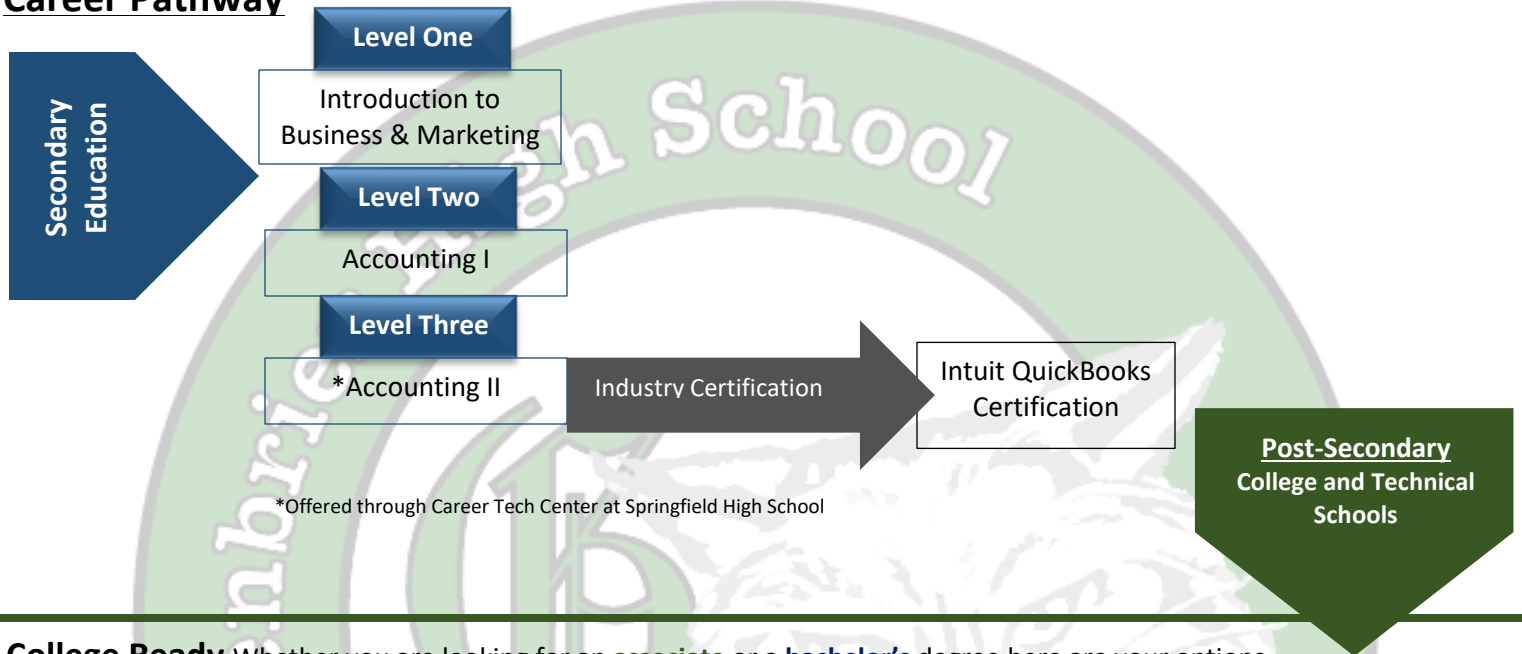 Career Pathway
Level One
Secondary
Education
Introduction to
Business & Marketing
Level Two
Accounting I
Level Three
*Accounting II
Industry Certification
Intuit QuickBooks
Certification
*Offered through Career Tech Center at Springfield High School
Post-Secondary
College and Technical
Schools
College Ready Whether you are looking for an associate or a bachelor's degree here are your options
High School